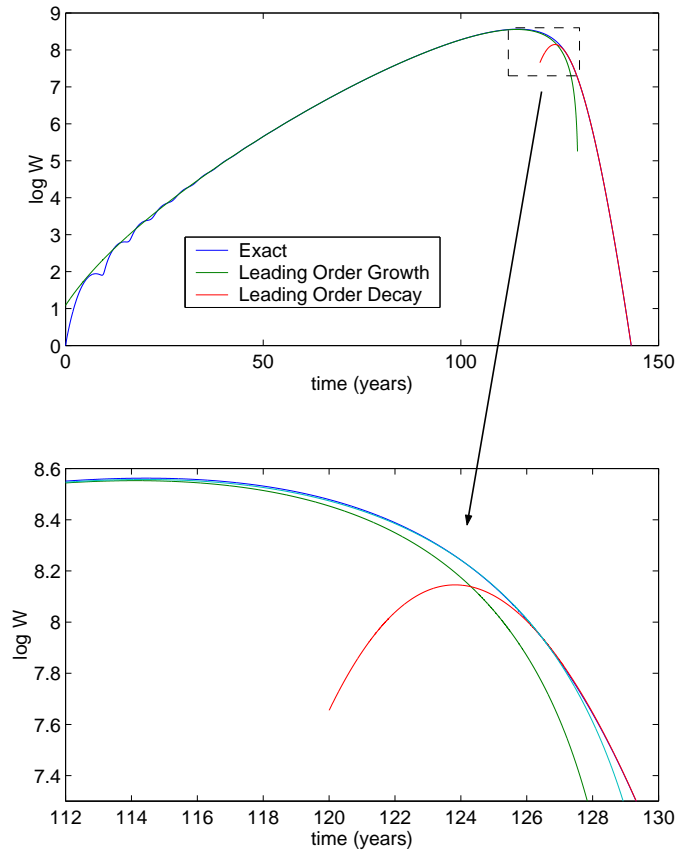 9
8
7
6
5
4
3
2
1
0
log W
Exact
Leading Order Growth
Leading Order Decay
0 50 100 150
time (years)
8.6
8.4
8.2
8
7.8
7.6
7.4
log W
112 114 116 118 120 122 124 126 128 130
time (years)